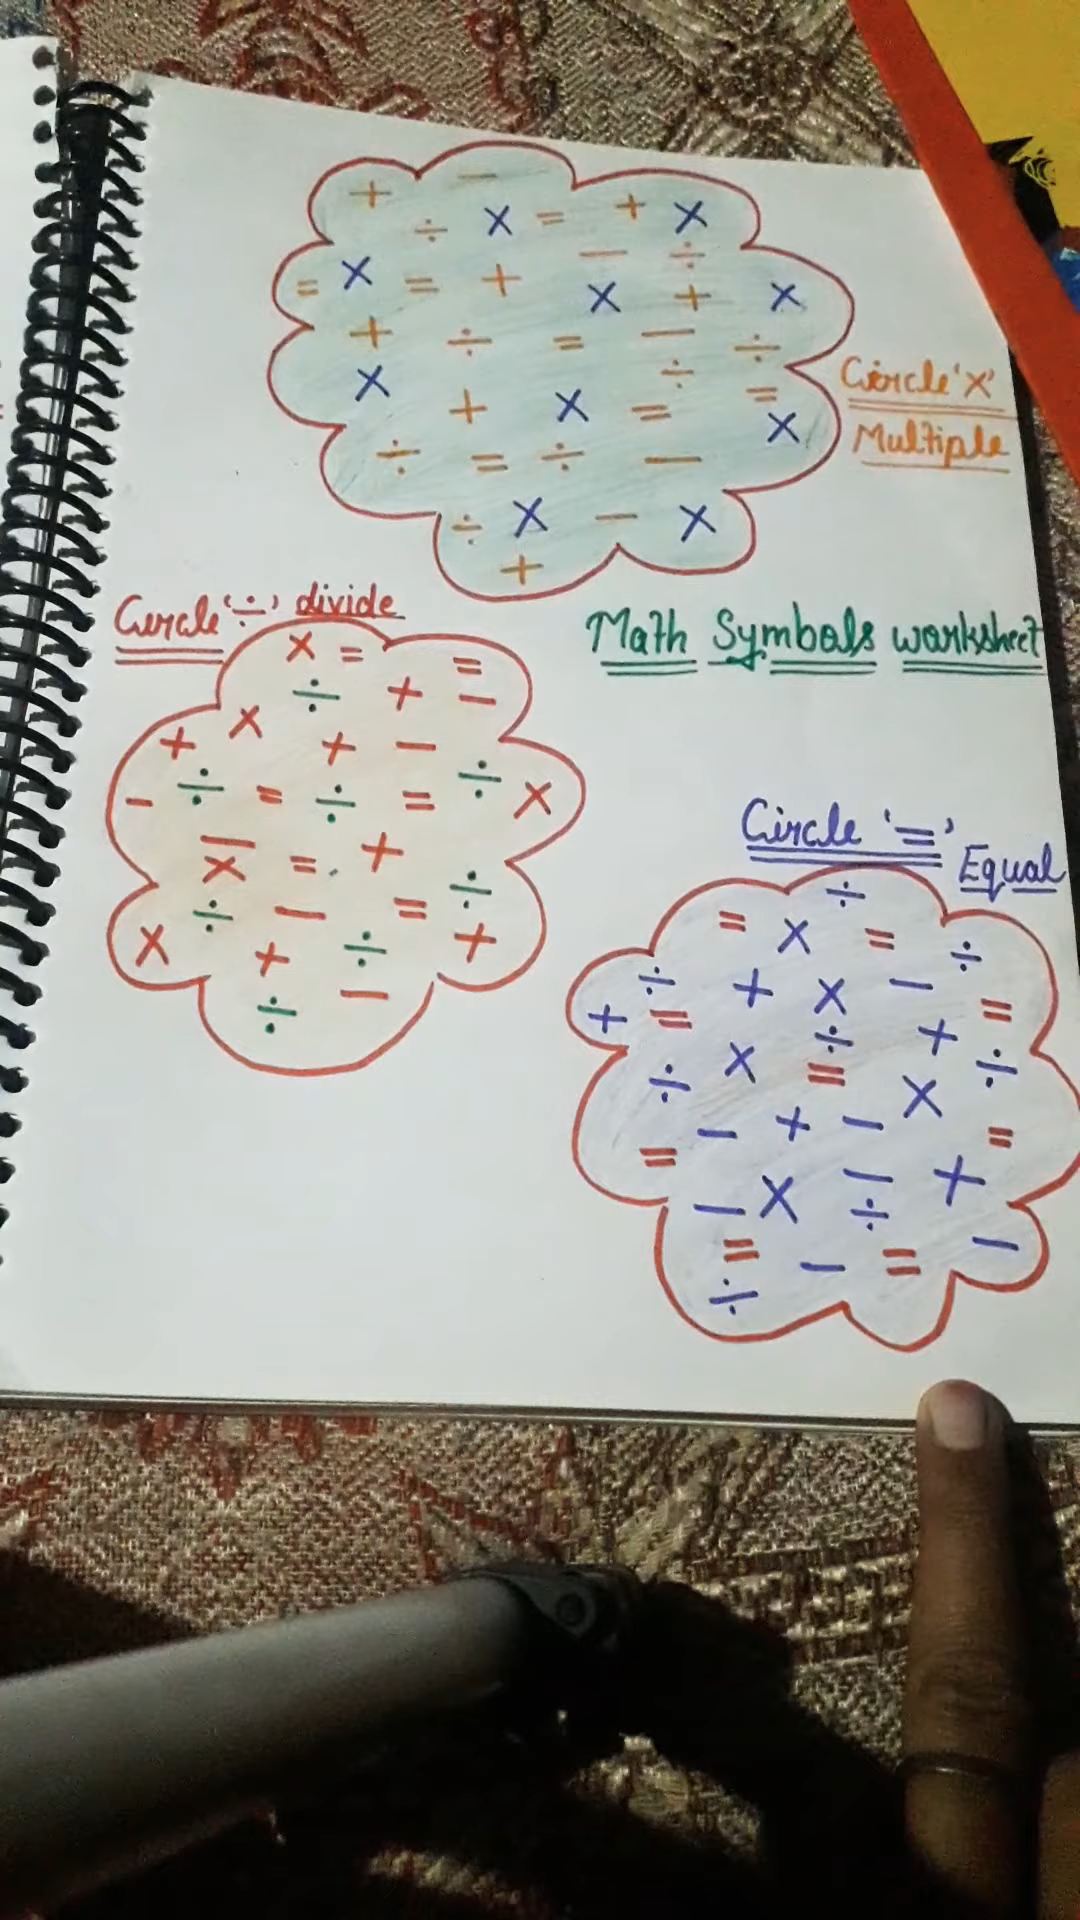 + − ÷ × = + ×
− ÷
= × = + × + ×
+ ÷ = − ÷
× ÷ =
+ × = ×
÷ = ÷ −
÷ × − ×
+
Circle '×'
Multiple
Circle '÷' divide
× = =
÷ + −
+ × + −
− ÷ = ÷ = ÷ ×
−
× = +
÷ − = ÷
× + ÷ +
÷ −
Math Symbols worksheet
Circle '='
Equal
÷
= × = ÷
÷ + × − =
+ = ÷ +
÷ × = × ÷
= − + − =
− × − +
÷
= − = −
÷